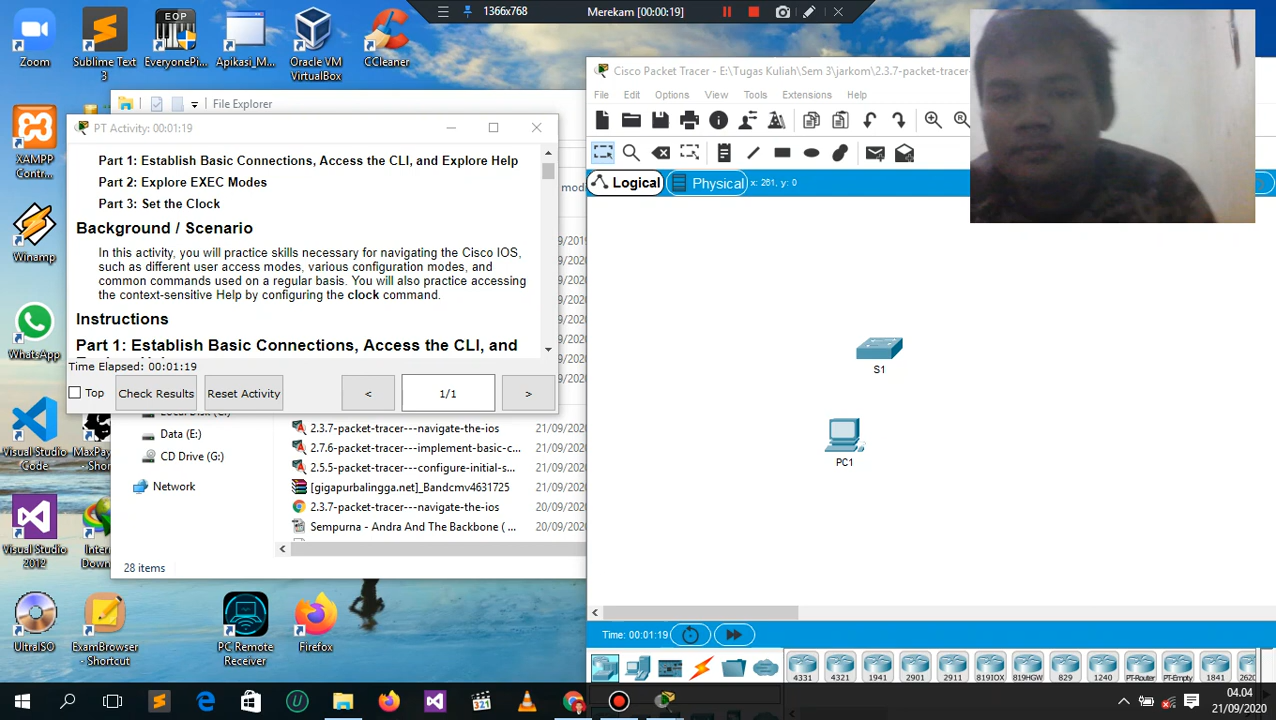 1366x768
Merekam [00:00:19]
Zoom
Sublime Text
3
EveryonePi...
Apikasi_M...
Oracle VM
VirtualBox
CCleaner
File Explorer
Cisco Packet Tracer - E:\Tugas Kuliah\Sem 3\jarkom\2.3.7-packet-tracer-
File Edit Options View Tools Extensions Help
PT Activity: 00:01:19
XAMPP
Contr...
Part 1: Establish Basic Connections, Access the CLI, and Explore Help
Part 2: Explore EXEC Modes
Part 3: Set the Clock
Logical
Physical
x: 261, y: 0
Background / Scenario
In this activity, you will practice skills necessary for navigating the Cisco IOS,
such as different user access modes, various configuration modes, and
common commands used on a regular basis. You will also practice accessing
the context-sensitive Help by configuring the clock command.
Winamp
Instructions
Part 1: Establish Basic Connections, Access the CLI, and
WhatsApp
Time Elapsed: 00:01:19
Top
Check Results
Reset Activity
<
1/1
>
S1
PC1
Data (E:)
CD Drive (G:)
Network
2.3.7-packet-tracer---navigate-the-ios 21/09/2020
2.7.6-packet-tracer---implement-basic-c... 21/09/2020
2.5.5-packet-tracer---configure-initial-s... 21/09/2020
[gigapurbalingga.net]_Bandcmv4631725 21/09/2020
2.3.7-packet-tracer---navigate-the-ios 20/09/2020
Sempurna - Andra And The Backbone ( ... 20/09/2020
Visual Studio
Code
MaxPay
- Shor
Visual Studio
2012
Intern
Down
28 items
UltraISO
ExamBrowser
- Shortcut
PC Remote
Receiver
Firefox
Time: 00:01:19
4331 4321 1941 2901 2911 819IOX 819HGW 829 1240 PT-Router PT-Empty 1841 2620
04.04
21/09/2020